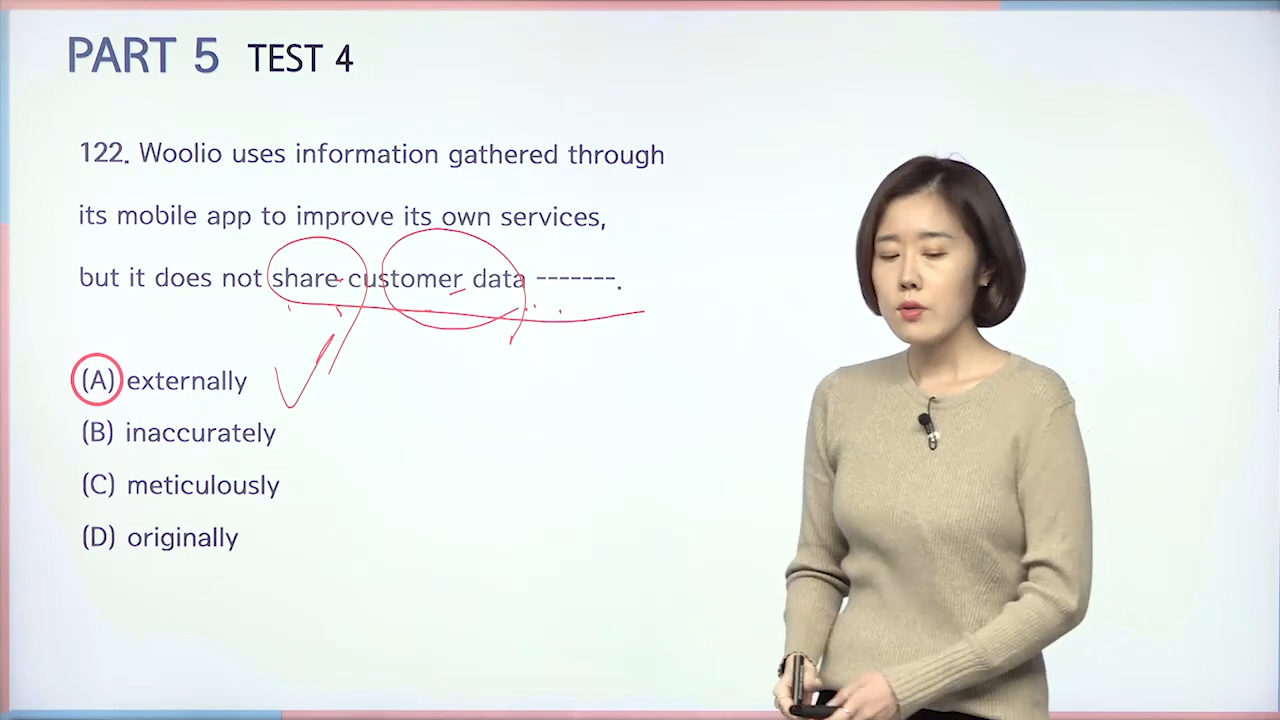 PART 5 TEST 4
122. Woolio uses information gathered through
its mobile app to improve its own services,
but it does not share customer data -------.
(A) externally
(B) inaccurately
(C) meticulously
(D) originally